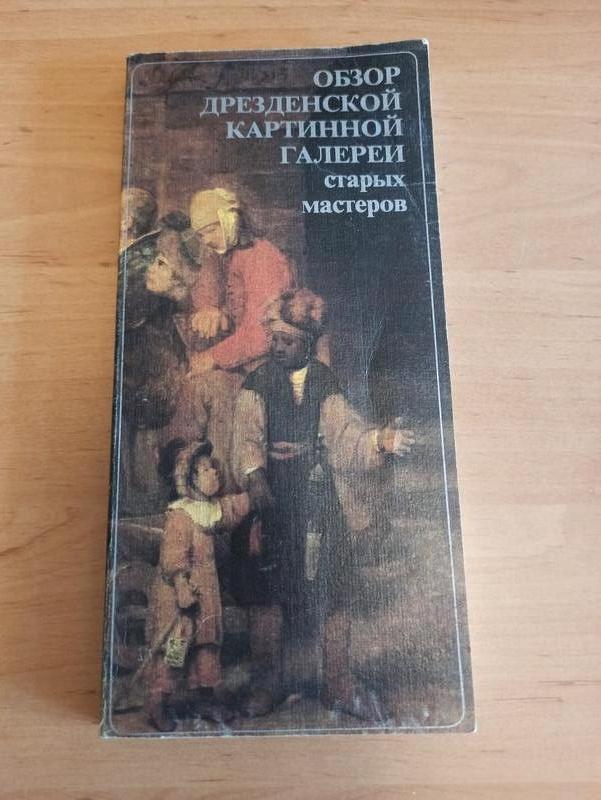 ОБЗОР
ДРЕЗДЕНСКОЙ
КАРТИННОЙ
ГАЛЕРЕИ
старых
мастеров